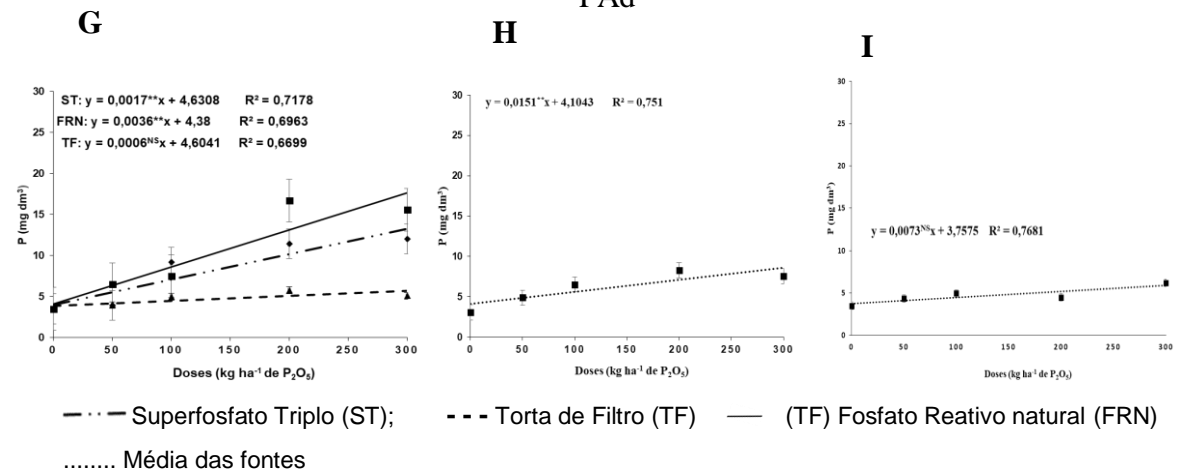 PAd
G
H
I
ST: y = 0,0017**x + 4,6308 R² = 0,7178
FRN: y = 0,0036**x + 4,38 R² = 0,6963
TF: y = 0,0006ᴺˢx + 4,6041 R² = 0,6699
P (mg dm³)
30
25
20
15
10
5
0
0 50 100 150 200 250 300
Doses (kg ha⁻¹ de P₂O₅)
y = 0,0151**x + 4,1043 R² = 0,751
P (mg dm³)
30
25
20
15
10
5
0
0 50 100 150 200 250 300
Doses (kg ha⁻¹ de P₂O₅)
y = 0,0073ᴺˢx + 3,7575 R² = 0,7681
P (mg dm³)
30
25
20
15
10
5
0
0 50 100 150 200 250 300
Doses (kg ha⁻¹ de P₂O₅)
Superfosfato Triplo (ST); Torta de Filtro (TF) (TF) Fosfato Reativo natural (FRN)
........ Média das fontes